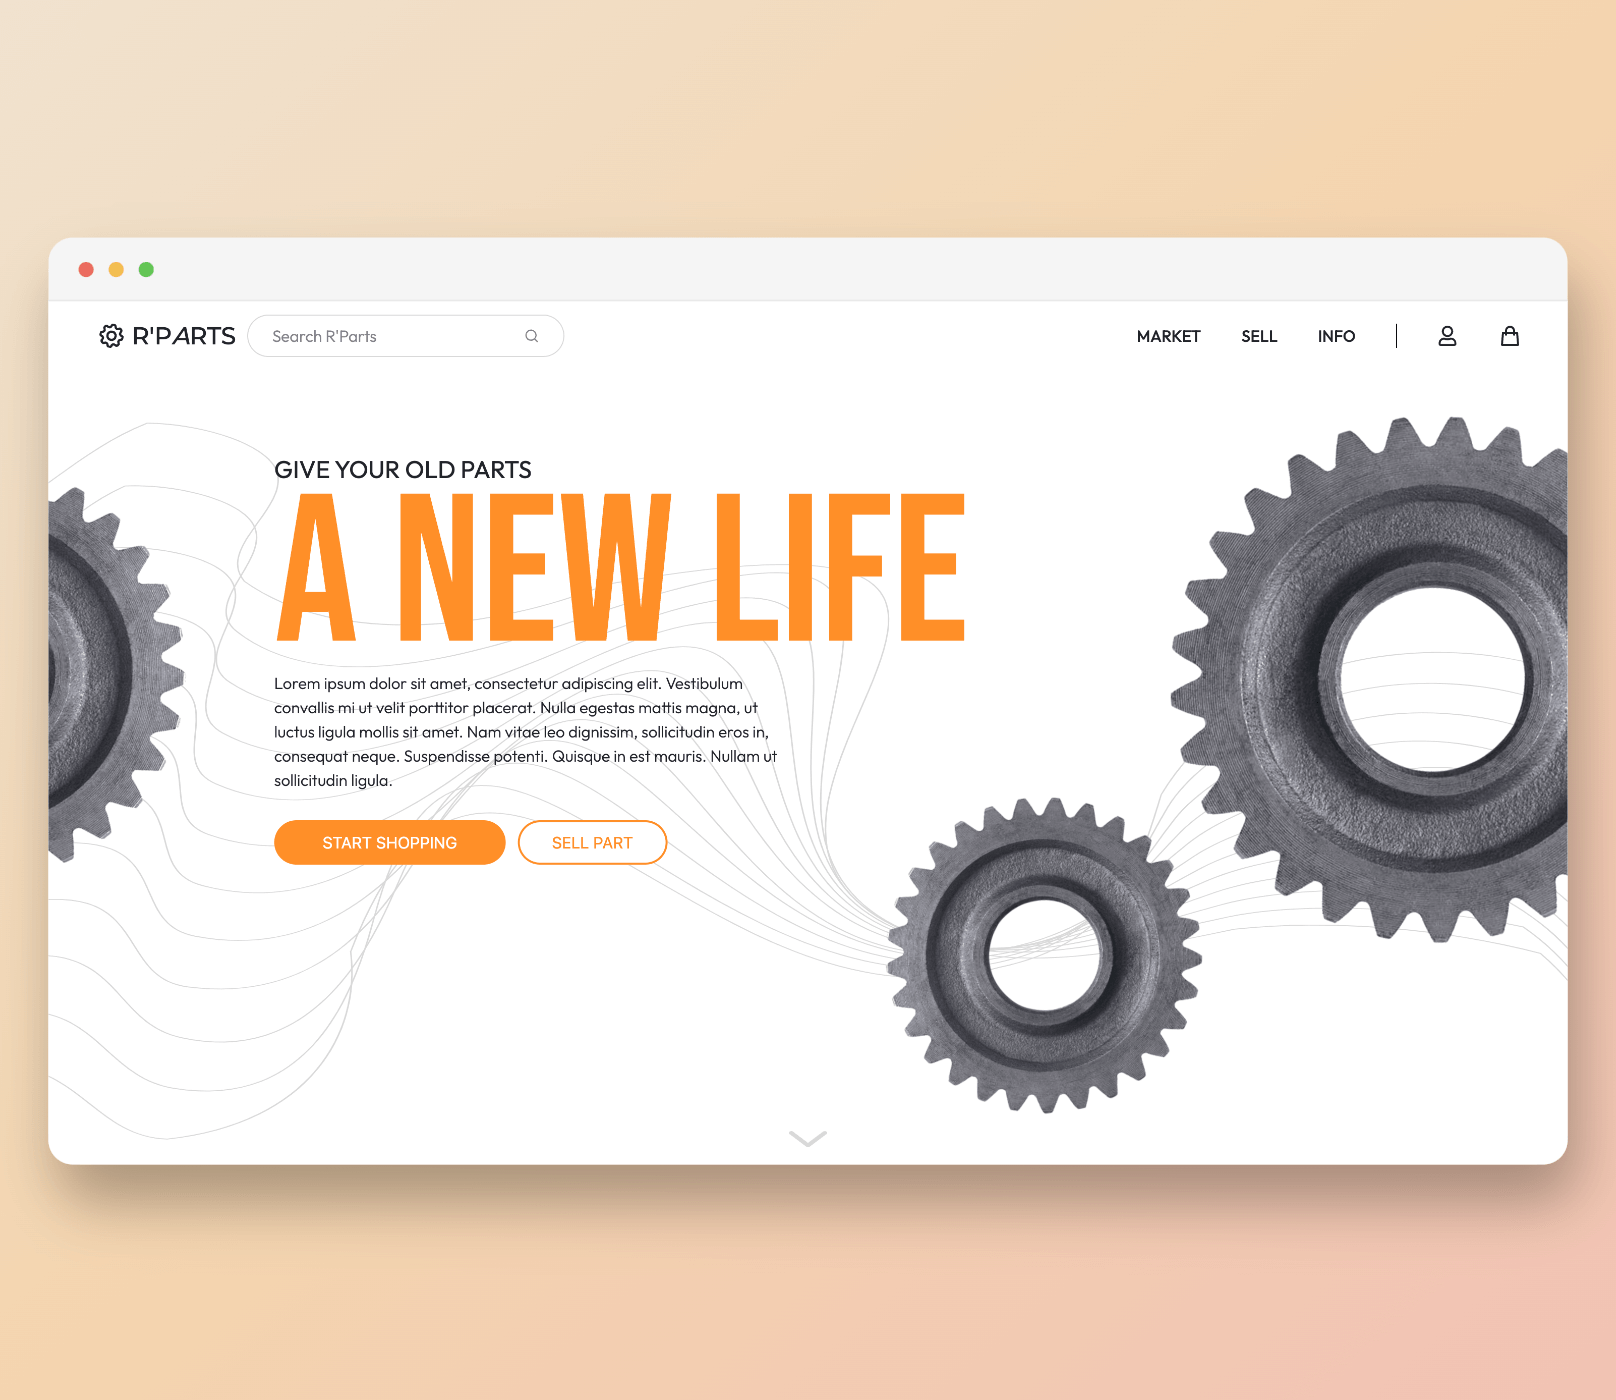 R'PARTS
Search R'Parts
MARKET
SELL
INFO
GIVE YOUR OLD PARTS
A NEW LIFE
Lorem ipsum dolor sit amet, consectetur adipiscing elit. Vestibulum
convallis mi ut velit porttitor placerat. Nulla egestas mattis magna, ut
luctus ligula mollis sit amet. Nam vitae leo dignissim, sollicitudin eros in,
consequat neque. Suspendisse potenti. Quisque in est mauris. Nullam ut
sollicitudin ligula.
START SHOPPING
SELL PART